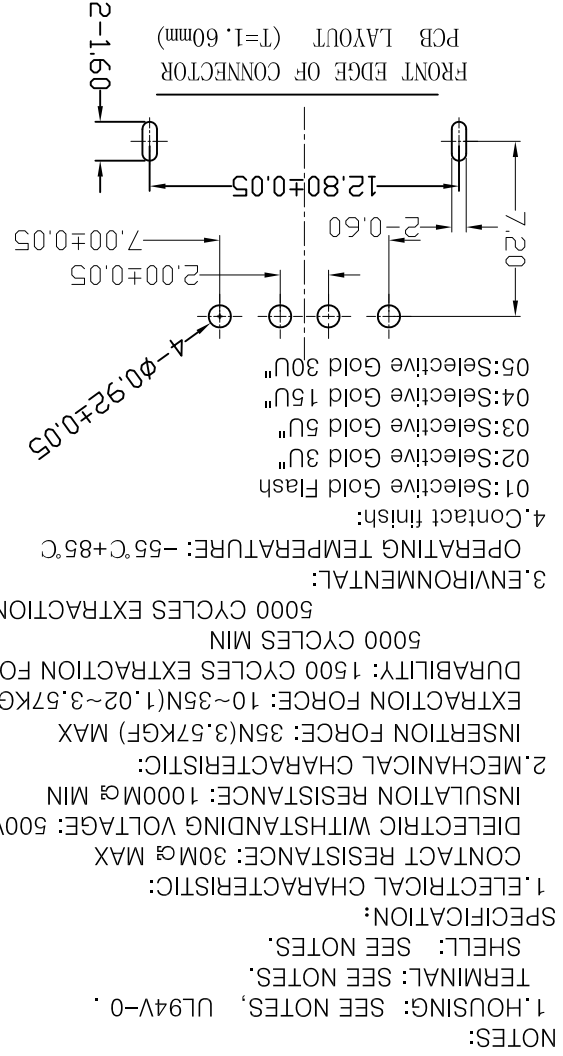 NOTES:
1.HOUSING: SEE NOTES, UL94V-0 .
TERMINAL: SEE NOTES.
SHELL: SEE NOTES.
SPECIFICATION:
1.ELECTRICAL CHARACTERISTIC:
CONTACT RESISTANCE: 30MΩ MAX
DIELECTRIC WITHSTANDING VOLTAGE: 500V
INSULATION RESISTANCE: 1000MΩ MIN
2.MECHANICAL CHARACTERISTIC:
INSERTION FORCE: 35N(3.57KGF) MAX
EXTRACTION FORCE: 10~35N(1.02~3.57KG
DURABILITY: 1500 CYCLES EXTRACTION FO
5000 CYCLES MIN
5000 CYCLES EXTRACTION
3.ENVIRONMENTAL:
OPERATING TEMPERATURE: -55℃+85℃
4.Contact finish:
01:Selective Gold Flash
02:Selective Gold 3U"
03:Selective Gold 5U"
04:Selective Gold 15U"
05:Selective Gold 30U"
4-Ø0.92±0.05
2.00±0.05
7.00±0.05
7.20
2-0.60
12.80±0.05
2-1.60
FRONT EDGE OF CONNECTOR
PCB LAYOUT (T=1.60mm)